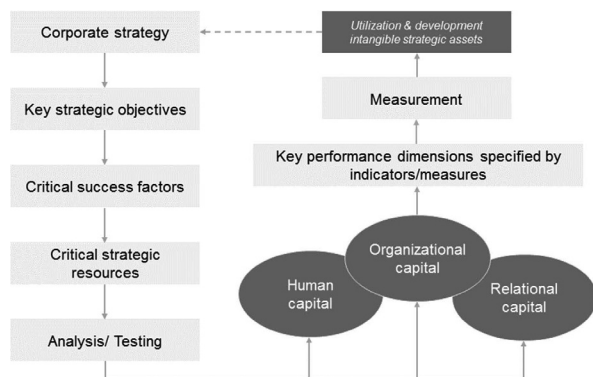 Corporate strategy
Key strategic objectives
Critical success factors
Critical strategic
resources
Analysis/ Testing
Utilization & development
intangible strategic assets
Measurement
Key performance dimensions specified by
indicators/measures
Organizational
capital
Human
capital
Relational
capital